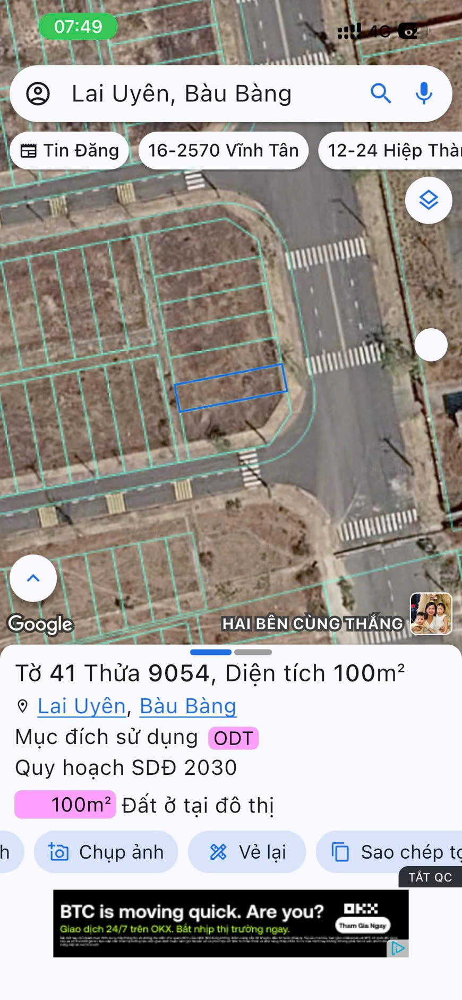 07:49
4G 62
Lai Uyên, Bàu Bàng
Tin Đăng
16-2570 Vĩnh Tân
12-24 Hiệp Thàn
Google
HAI BÊN CÙNG THẮNG
Tờ 41 Thửa 9054, Diện tích 100m²
Lai Uyên, Bàu Bàng
Mục đích sử dụng ODT
Quy hoạch SDĐ 2030
100m² Đất ở tại đô thị
h
Chụp ảnh
Vẻ lại
Sao chép tọ
TẮT QC
BTC is moving quick. Are you?
Giao dịch 24/7 trên OKX. Bắt nhịp thị trường ngay.
OKX
Tham Gia Ngay